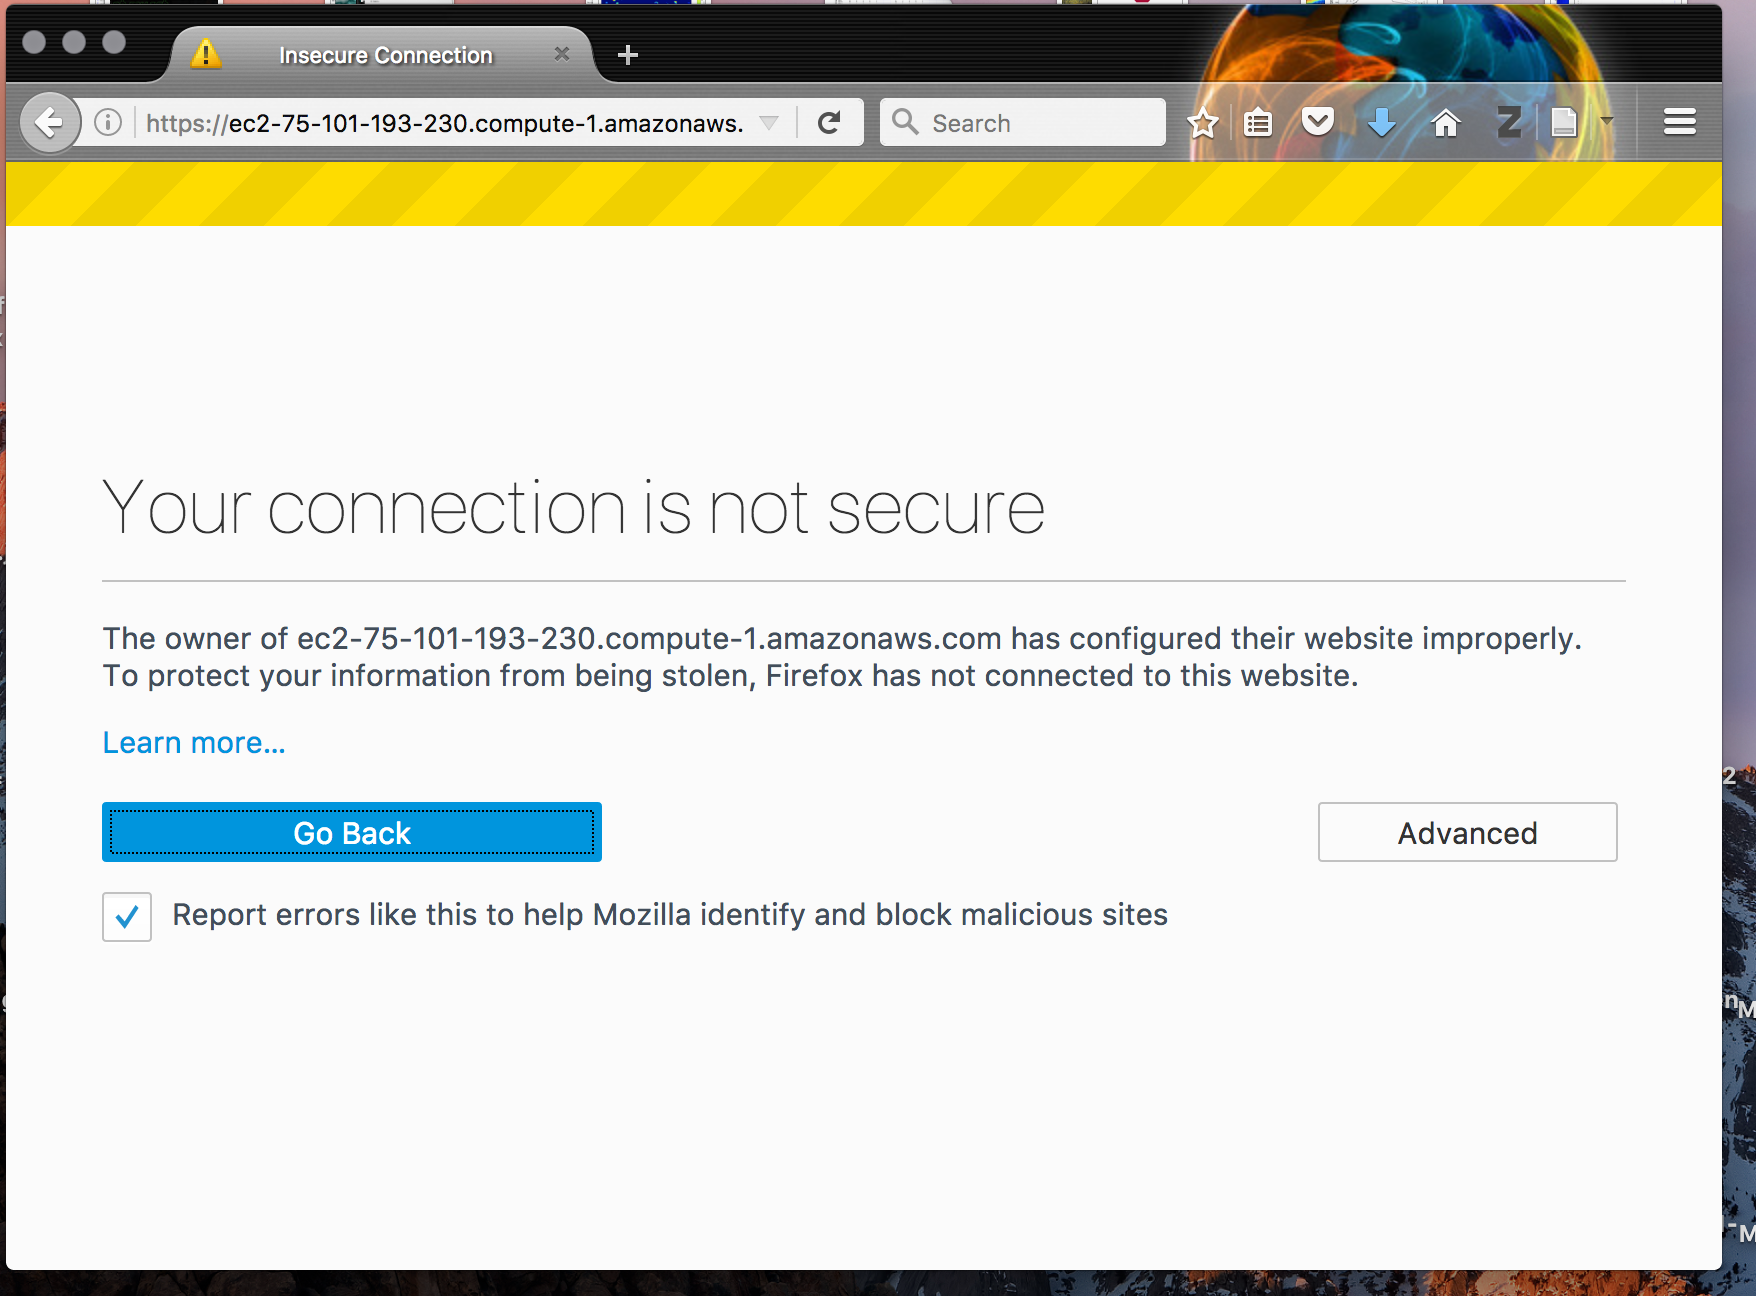 Insecure Connection
https://ec2-75-101-193-230.compute-1.amazonaws.
Search
Z
Your connection is not secure
The owner of ec2-75-101-193-230.compute-1.amazonaws.com has configured their website improperly.
To protect your information from being stolen, Firefox has not connected to this website.
Learn more...
Go Back
Advanced
Report errors like this to help Mozilla identify and block malicious sites